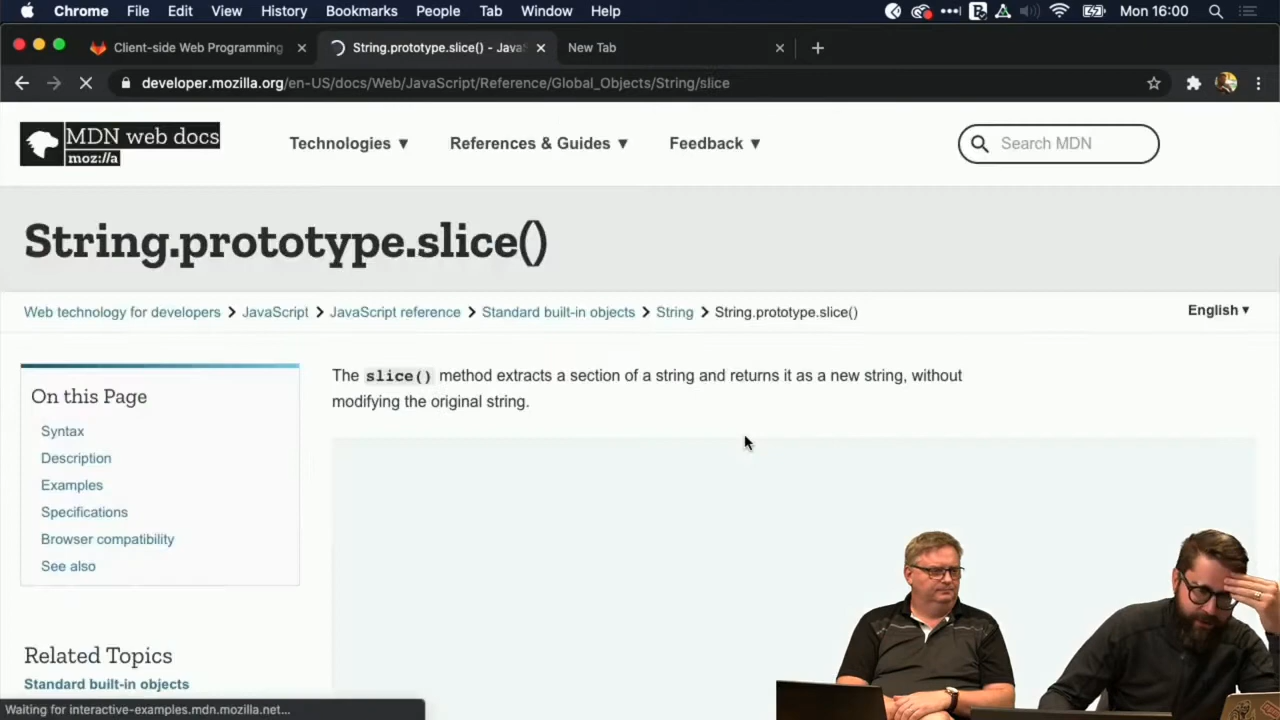 Chrome File Edit View History Bookmarks People Tab Window Help Mon 16:00
Client-side Web Programming String.prototype.slice() - Java New Tab
developer.mozilla.org/en-US/docs/Web/JavaScript/Reference/Global_Objects/String/slice
MDN web docs
moz://a
Technologies ▼ References & Guides ▼ Feedback ▼ Search MDN
String.prototype.slice()
Web technology for developers > JavaScript > JavaScript reference > Standard built-in objects > String > String.prototype.slice() English ▼
The slice() method extracts a section of a string and returns it as a new string, without
modifying the original string.
On this Page
Syntax
Description
Examples
Specifications
Browser compatibility
See also
Related Topics
Standard built-in objects
Waiting for interactive-examples.mdn.mozilla.net...